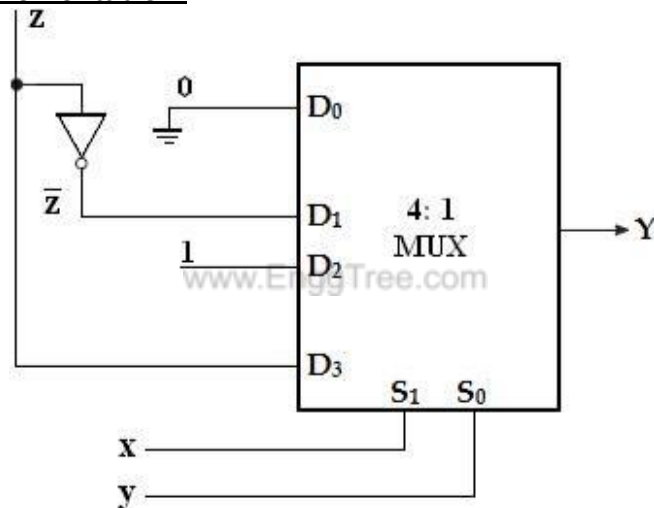 z
0
D₀
z̅
D₁
4: 1
MUX
Y
1
D₂
www.EnggTree.com
D₃
S₁ S₀
x
y